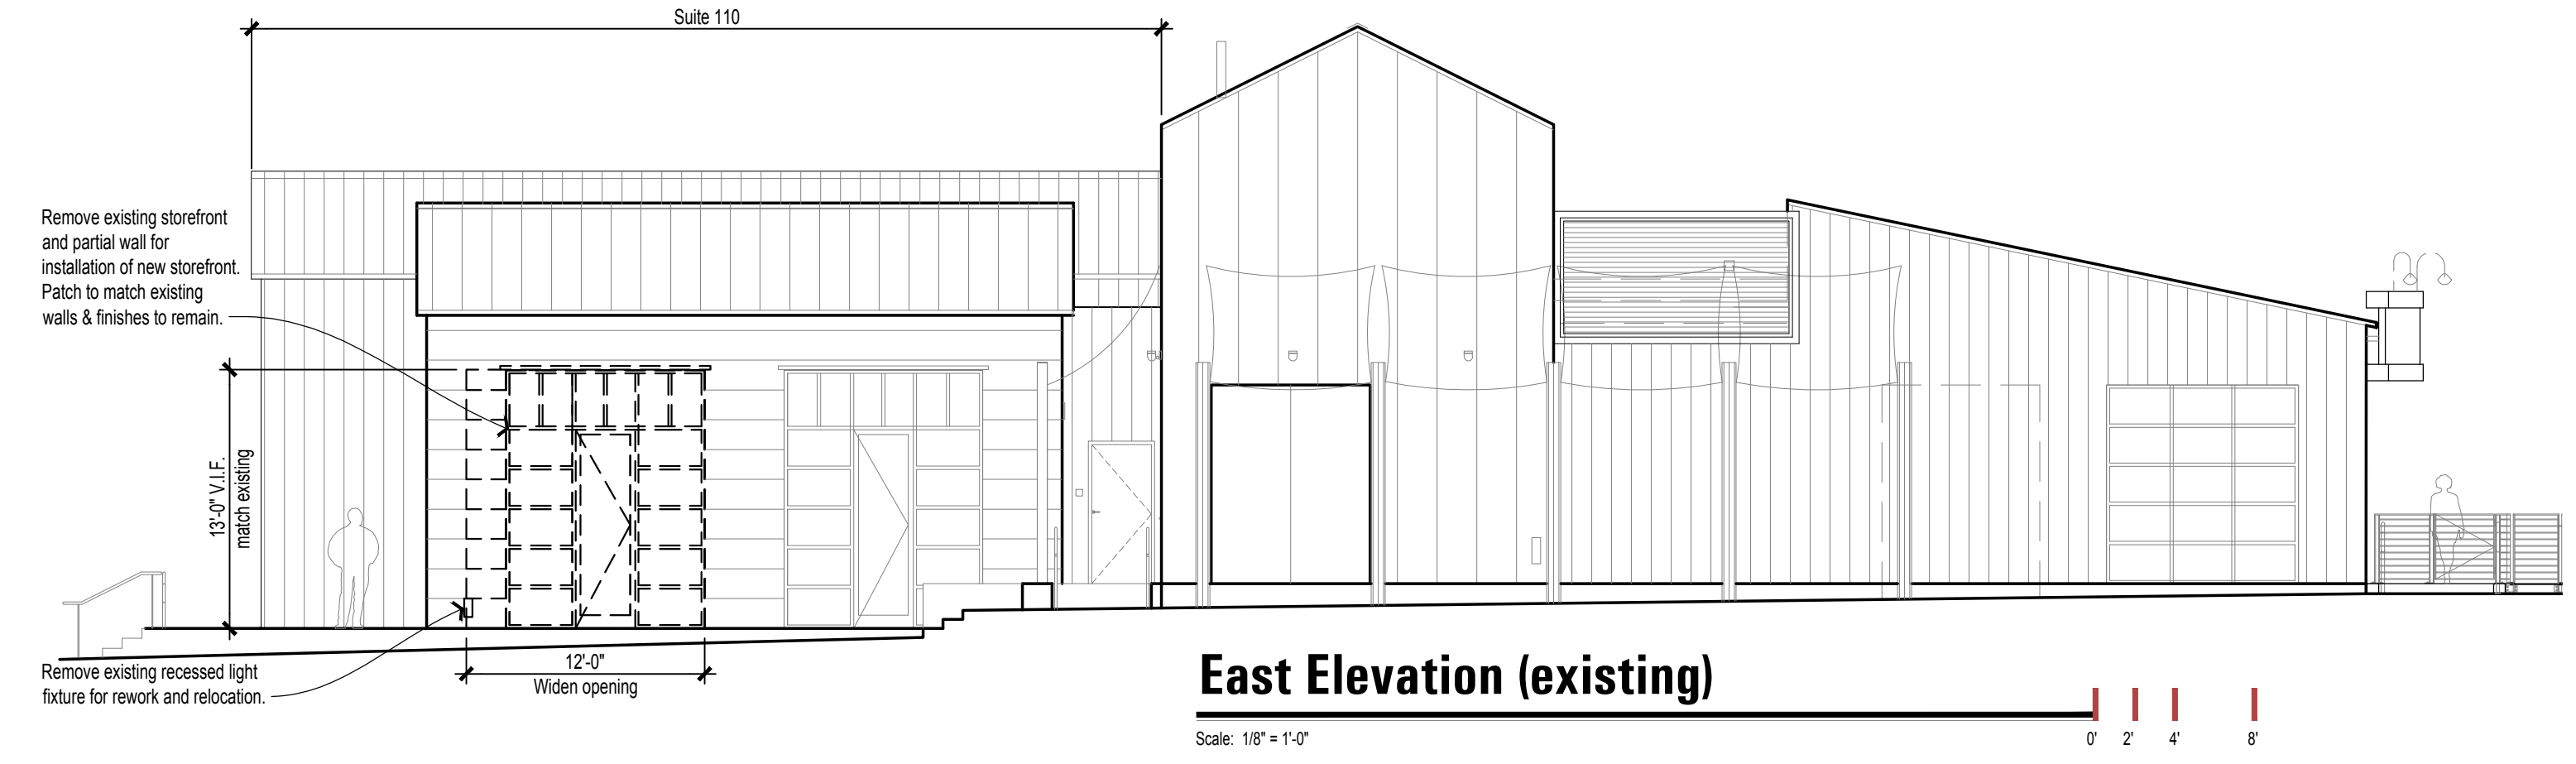 Suite 110
Remove existing storefront
and partial wall for
installation of new storefront.
Patch to match existing
walls & finishes to remain.
13'-0" V.I.F.
match existing
Remove existing recessed light
fixture for rework and relocation.
12'-0"
Widen opening
East Elevation (existing)
Scale: 1/8" = 1'-0"
0' 2' 4' 8'